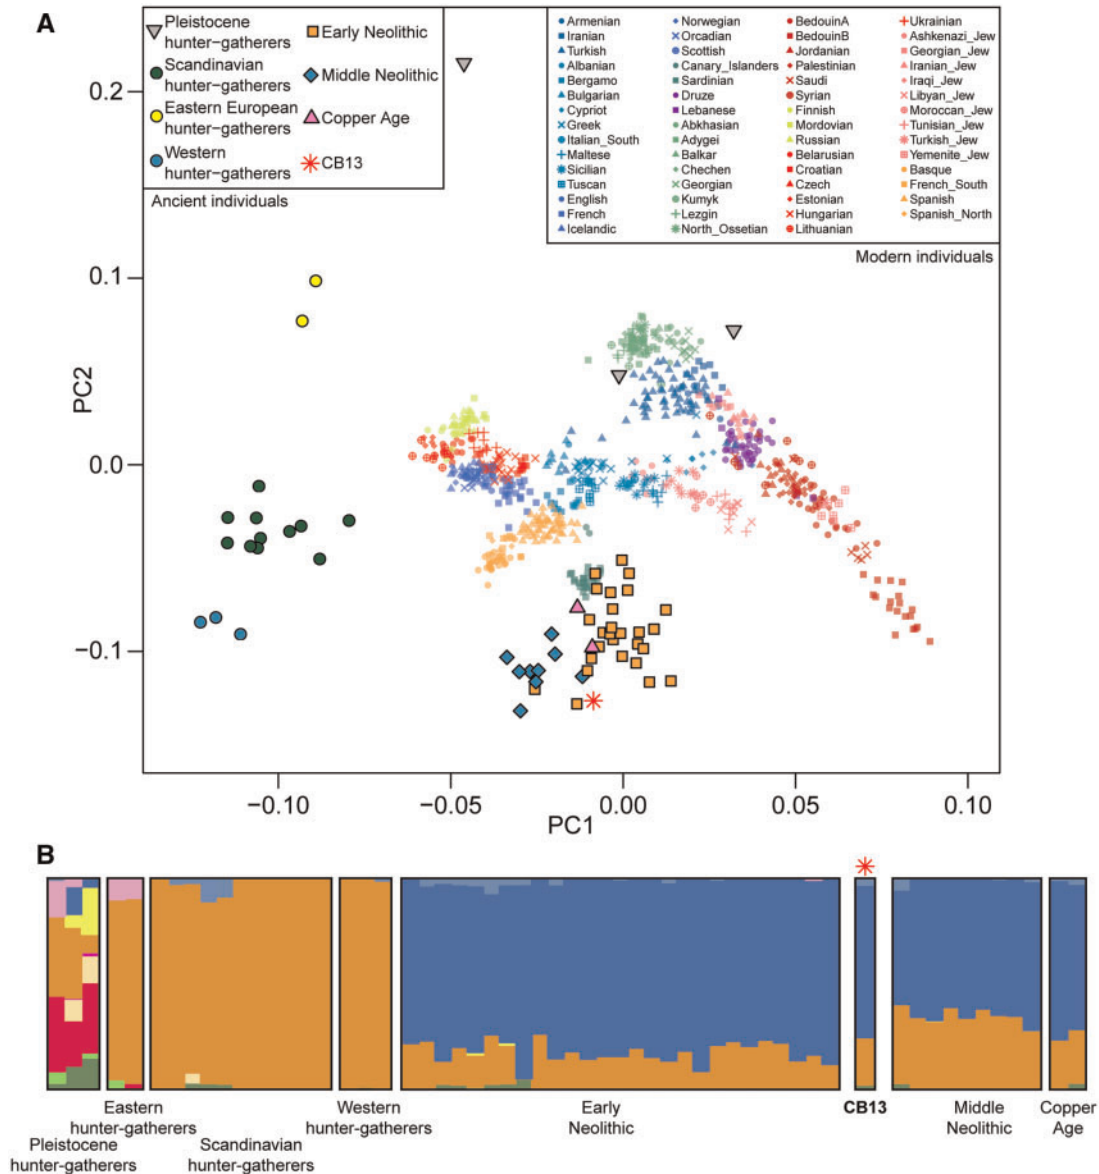 A
Pleistocene
hunter-gatherers
Scandinavian
hunter-gatherers
Eastern European
hunter-gatherers
Western
hunter-gatherers
Early Neolithic
Middle Neolithic
Copper Age
CB13
Ancient individuals
Armenian
Iranian
Turkish
Albanian
Bergamo
Bulgarian
Cypriot
Greek
Italian_South
Maltese
Sicilian
Tuscan
English
French
Icelandic
Norwegian
Orcadian
Scottish
Canary_Islanders
Sardinian
Druze
Lebanese
Abkhasian
Adygei
Balkar
Chechen
Georgian
Kumyk
Lezgin
North_Ossetian
BedouinA
BedouinB
Jordanian
Palestinian
Saudi
Syrian
Finnish
Mordovian
Russian
Belarusian
Croatian
Czech
Estonian
Hungarian
Lithuanian
Ukrainian
Ashkenazi_Jew
Georgian_Jew
Iranian_Jew
Iraqi_Jew
Libyan_Jew
Moroccan_Jew
Tunisian_Jew
Turkish_Jew
Yemenite_Jew
Basque
French_South
Spanish
Spanish_North
Modern individuals
PC2
0.2
0.1
0.0
−0.1
−0.10
−0.05
0.00
0.05
0.10
PC1
B
Eastern
hunter-gatherers
Pleistocene
hunter-gatherers
Scandinavian
hunter-gatherers
Western
hunter-gatherers
Early
Neolithic
CB13
Middle
Neolithic
Copper
Age